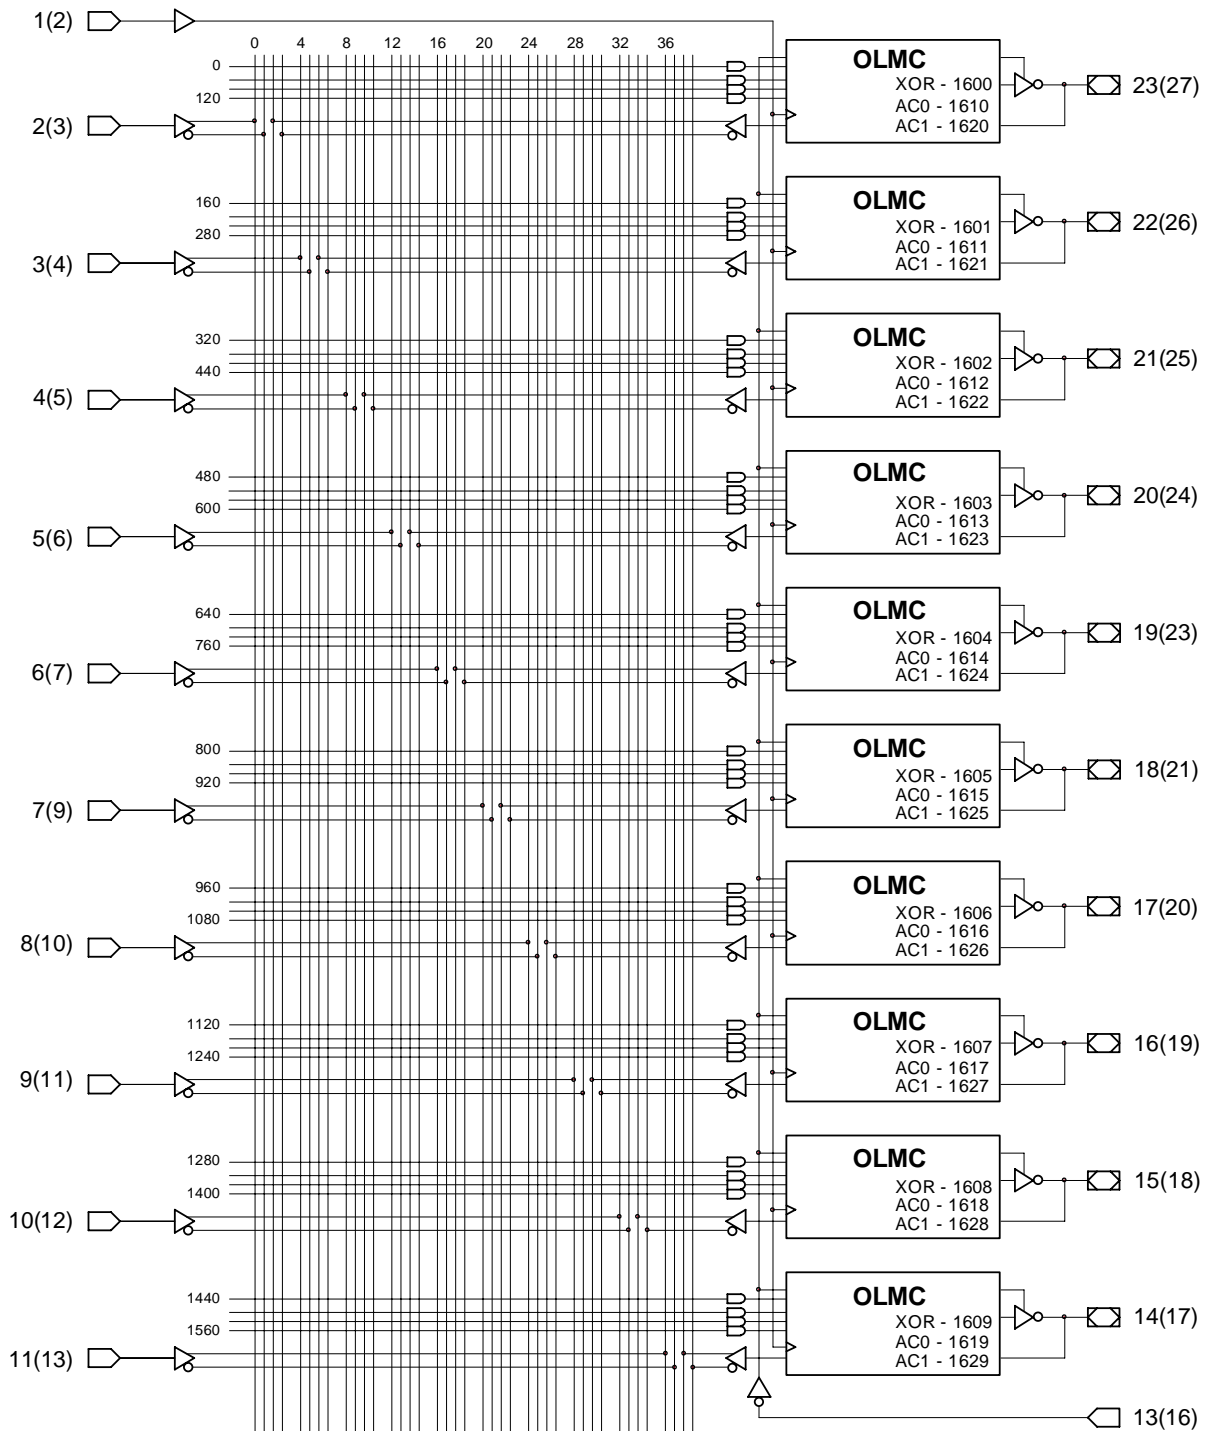 1(2)
0 4 8 12 16 20 24 28 32 36
0
120
2(3)
OLMC
XOR - 1600
AC0 - 1610
AC1 - 1620
23(27)
160
280
3(4)
OLMC
XOR - 1601
AC0 - 1611
AC1 - 1621
22(26)
320
440
4(5)
OLMC
XOR - 1602
AC0 - 1612
AC1 - 1622
21(25)
480
600
5(6)
OLMC
XOR - 1603
AC0 - 1613
AC1 - 1623
20(24)
640
760
6(7)
OLMC
XOR - 1604
AC0 - 1614
AC1 - 1624
19(23)
800
920
7(9)
OLMC
XOR - 1605
AC0 - 1615
AC1 - 1625
18(21)
960
1080
8(10)
OLMC
XOR - 1606
AC0 - 1616
AC1 - 1626
17(20)
1120
1240
9(11)
OLMC
XOR - 1607
AC0 - 1617
AC1 - 1627
16(19)
1280
1400
10(12)
OLMC
XOR - 1608
AC0 - 1618
AC1 - 1628
15(18)
1440
1560
11(13)
OLMC
XOR - 1609
AC0 - 1619
AC1 - 1629
14(17)
13(16)